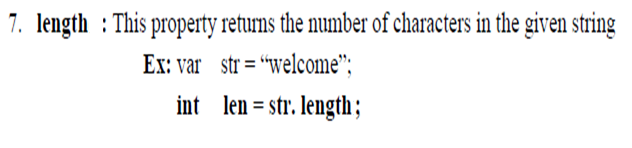 7. length : This property returns the number of characters in the given string
Ex: var str = “welcome”;
int len = str. length ;